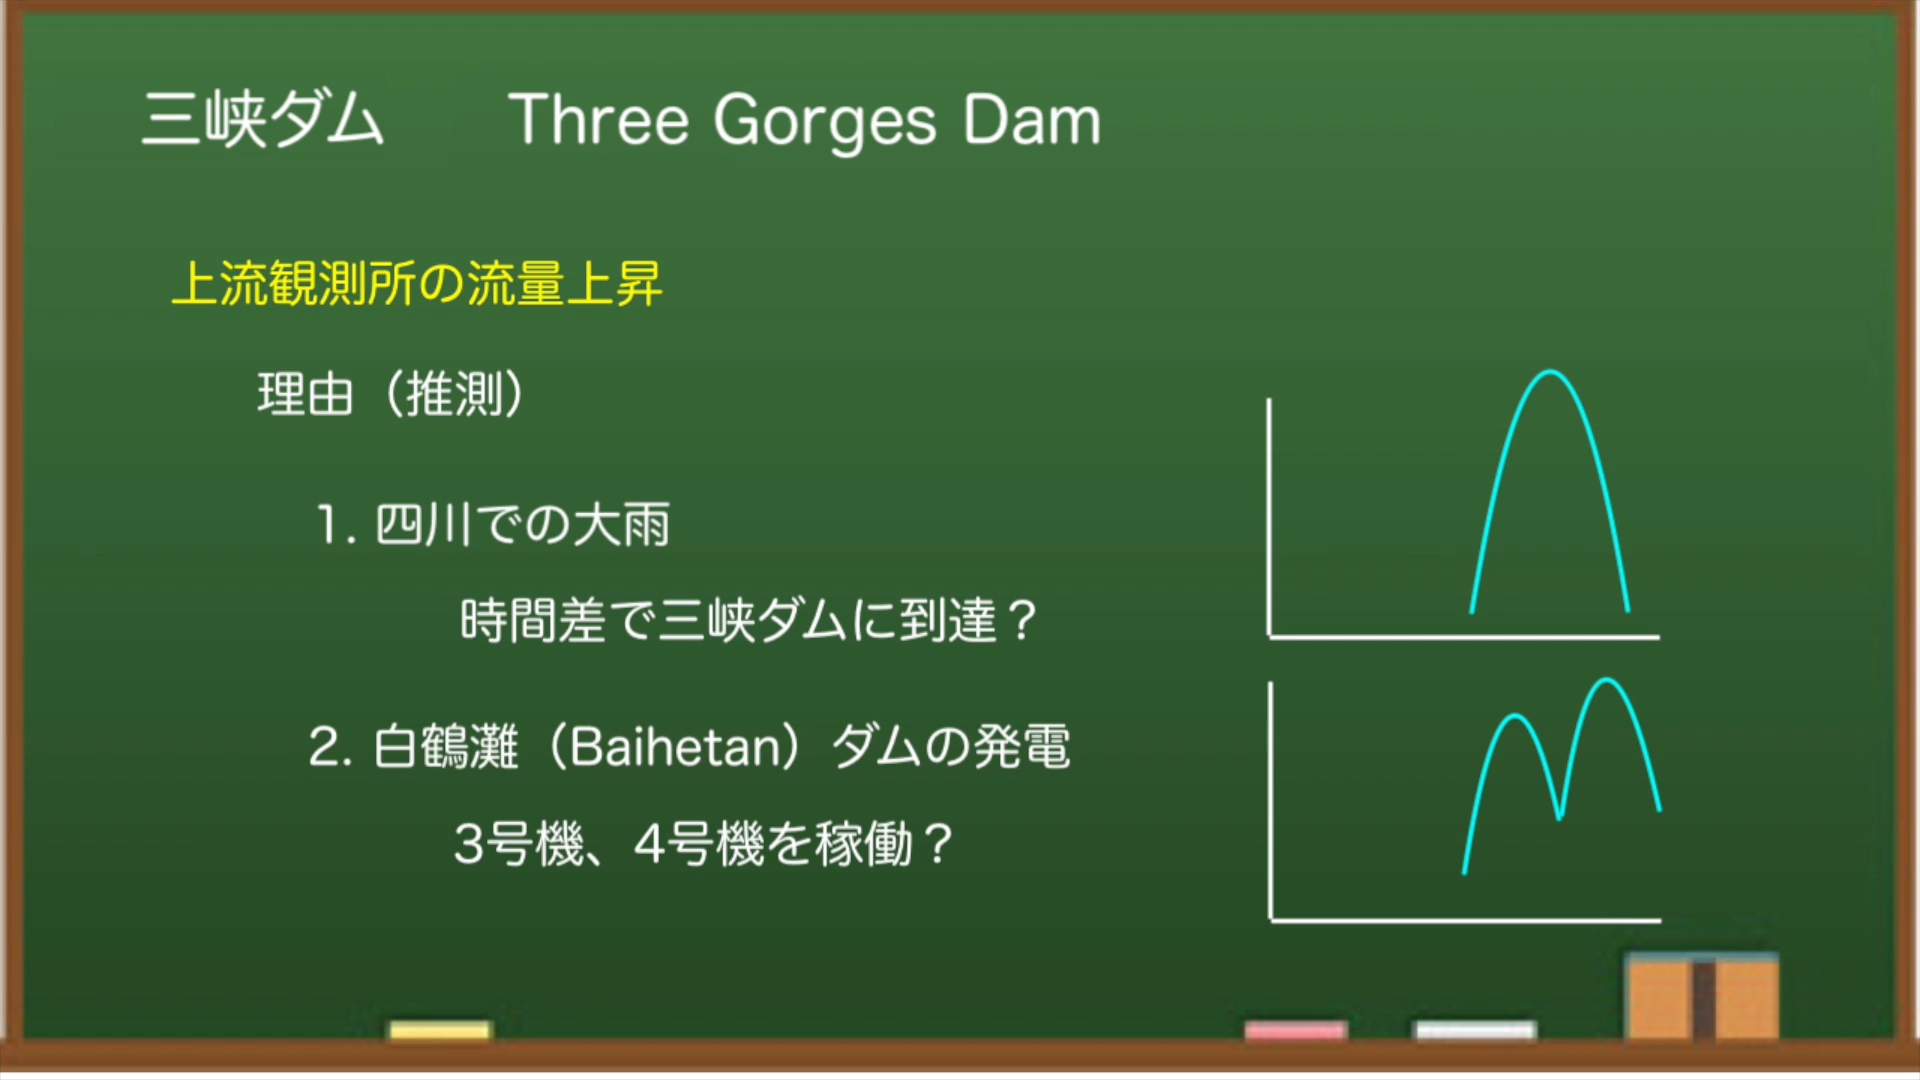 三峡ダム　　Three Gorges Dam
上流観測所の流量上昇
理由（推測）
1. 四川での大雨
時間差で三峡ダムに到達？
2. 白鶴灘（Baihetan）ダムの発電
3号機、4号機を稼働？